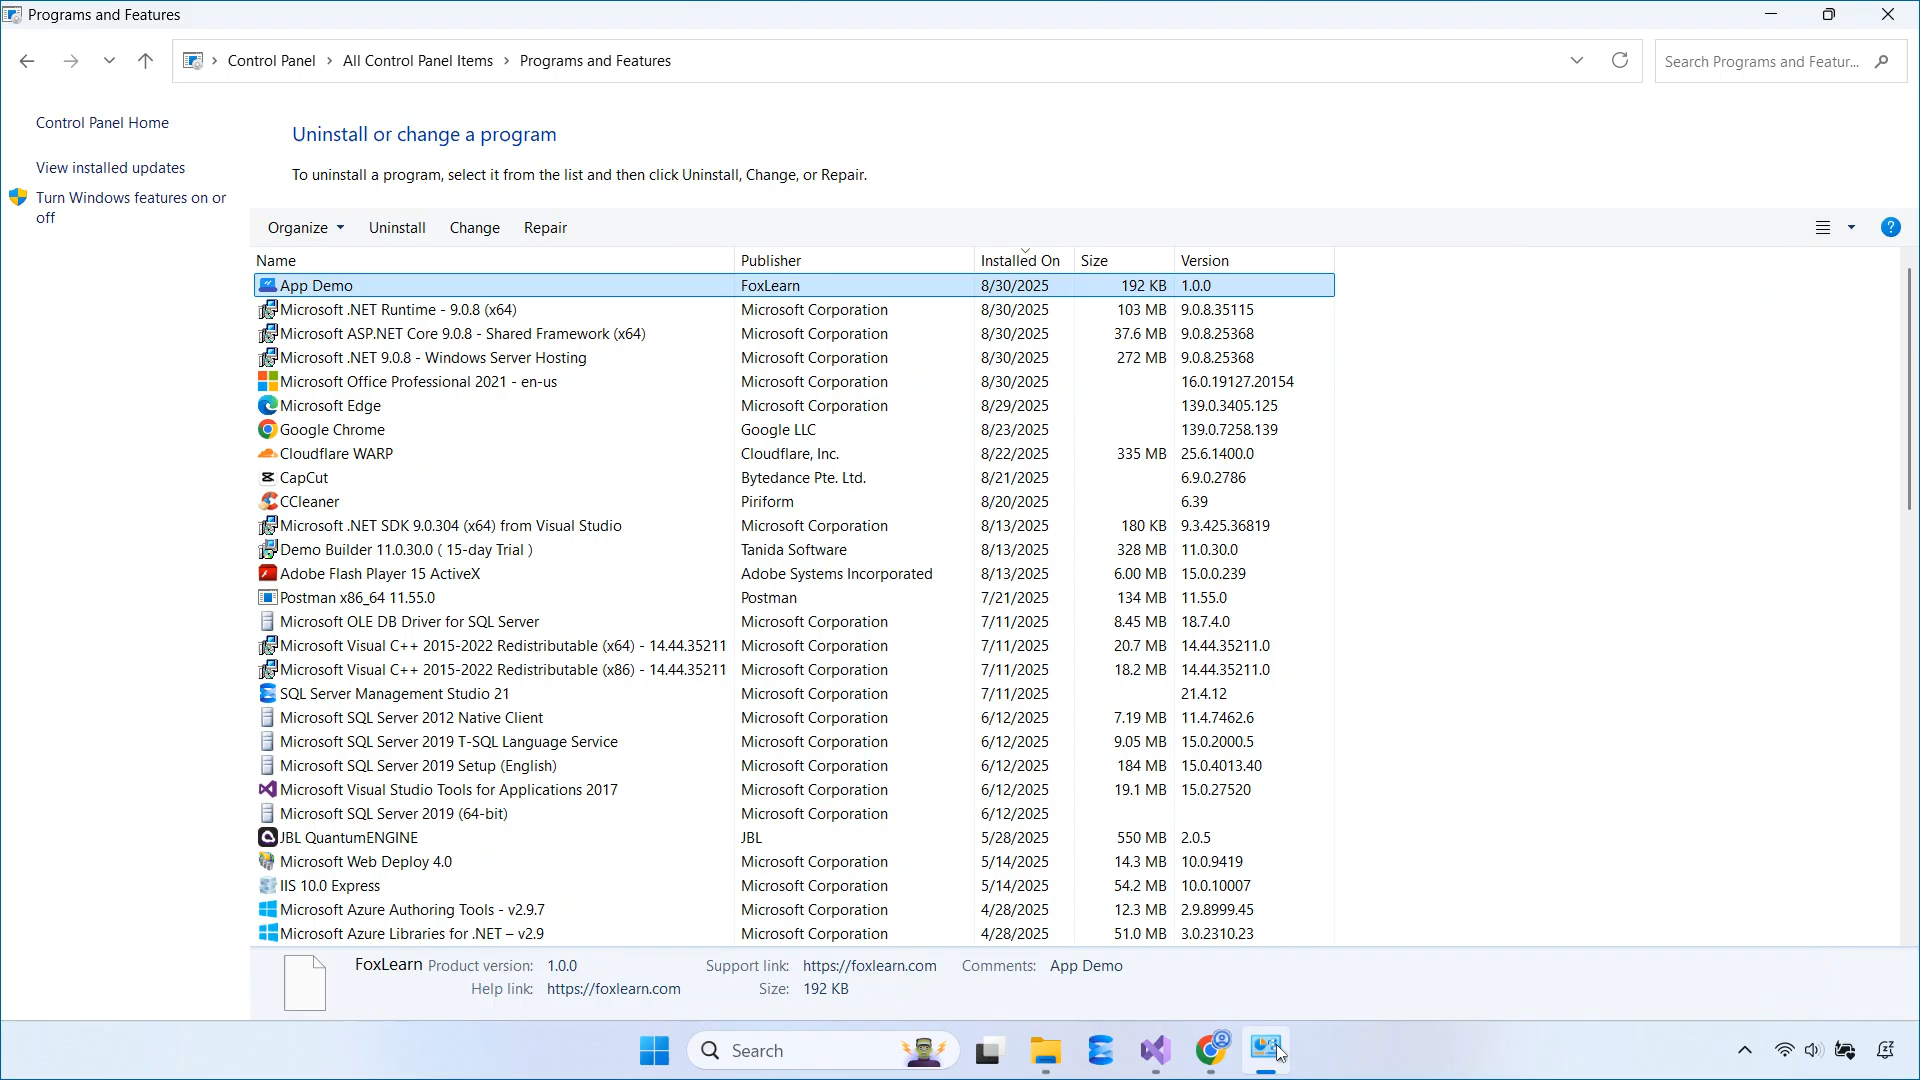 Programs and Features
Control Panel All Control Panel Items Programs and Features
Search Programs and Featur...
Control Panel Home
View installed updates
Turn Windows features on or
off
Uninstall or change a program
To uninstall a program, select it from the list and then click Uninstall, Change, or Repair.
Organize Uninstall Change Repair
Name Publisher Installed On Size Version
App Demo FoxLearn 8/30/2025 192 KB 1.0.0
Microsoft .NET Runtime - 9.0.8 (x64) Microsoft Corporation 8/30/2025 103 MB 9.0.8.35115
Microsoft ASP.NET Core 9.0.8 - Shared Framework (x64) Microsoft Corporation 8/30/2025 37.6 MB 9.0.8.25368
Microsoft .NET 9.0.8 - Windows Server Hosting Microsoft Corporation 8/30/2025 272 MB 9.0.8.25368
Microsoft Office Professional 2021 - en-us Microsoft Corporation 8/30/2025 16.0.19127.20154
Microsoft Edge Microsoft Corporation 8/29/2025 139.0.3405.125
Google Chrome Google LLC 8/23/2025 139.0.7258.139
Cloudflare WARP Cloudflare, Inc. 8/22/2025 335 MB 25.6.1400.0
CapCut Bytedance Pte. Ltd. 8/21/2025 6.9.0.2786
CCleaner Piriform 8/20/2025 6.39
Microsoft .NET SDK 9.0.304 (x64) from Visual Studio Microsoft Corporation 8/13/2025 180 KB 9.3.425.36819
Demo Builder 11.0.30.0 ( 15-day Trial ) Tanida Software 8/13/2025 328 MB 11.0.30.0
Adobe Flash Player 15 ActiveX Adobe Systems Incorporated 8/13/2025 6.00 MB 15.0.0.239
Postman x86_64 11.55.0 Postman 7/21/2025 134 MB 11.55.0
Microsoft OLE DB Driver for SQL Server Microsoft Corporation 7/11/2025 8.45 MB 18.7.4.0
Microsoft Visual C++ 2015-2022 Redistributable (x64) - 14.44.35211 Microsoft Corporation 7/11/2025 20.7 MB 14.44.35211.0
Microsoft Visual C++ 2015-2022 Redistributable (x86) - 14.44.35211 Microsoft Corporation 7/11/2025 18.2 MB 14.44.35211.0
SQL Server Management Studio 21 Microsoft Corporation 7/11/2025 21.4.12
Microsoft SQL Server 2012 Native Client Microsoft Corporation 6/12/2025 7.19 MB 11.4.7462.6
Microsoft SQL Server 2019 T-SQL Language Service Microsoft Corporation 6/12/2025 9.05 MB 15.0.2000.5
Microsoft SQL Server 2019 Setup (English) Microsoft Corporation 6/12/2025 184 MB 15.0.4013.40
Microsoft Visual Studio Tools for Applications 2017 Microsoft Corporation 6/12/2025 19.1 MB 15.0.27520
Microsoft SQL Server 2019 (64-bit) Microsoft Corporation 6/12/2025
JBL QuantumENGINE JBL 5/28/2025 550 MB 2.0.5
Microsoft Web Deploy 4.0 Microsoft Corporation 5/14/2025 14.3 MB 10.0.9419
IIS 10.0 Express Microsoft Corporation 5/14/2025 54.2 MB 10.0.10007
Microsoft Azure Authoring Tools - v2.9.7 Microsoft Corporation 4/28/2025 12.3 MB 2.9.8999.45
Microsoft Azure Libraries for .NET – v2.9 Microsoft Corporation 4/28/2025 51.0 MB 3.0.2310.23
FoxLearn Product version: 1.0.0 Support link: https://foxlearn.com Comments: App Demo
Help link: https://foxlearn.com Size: 192 KB
Search